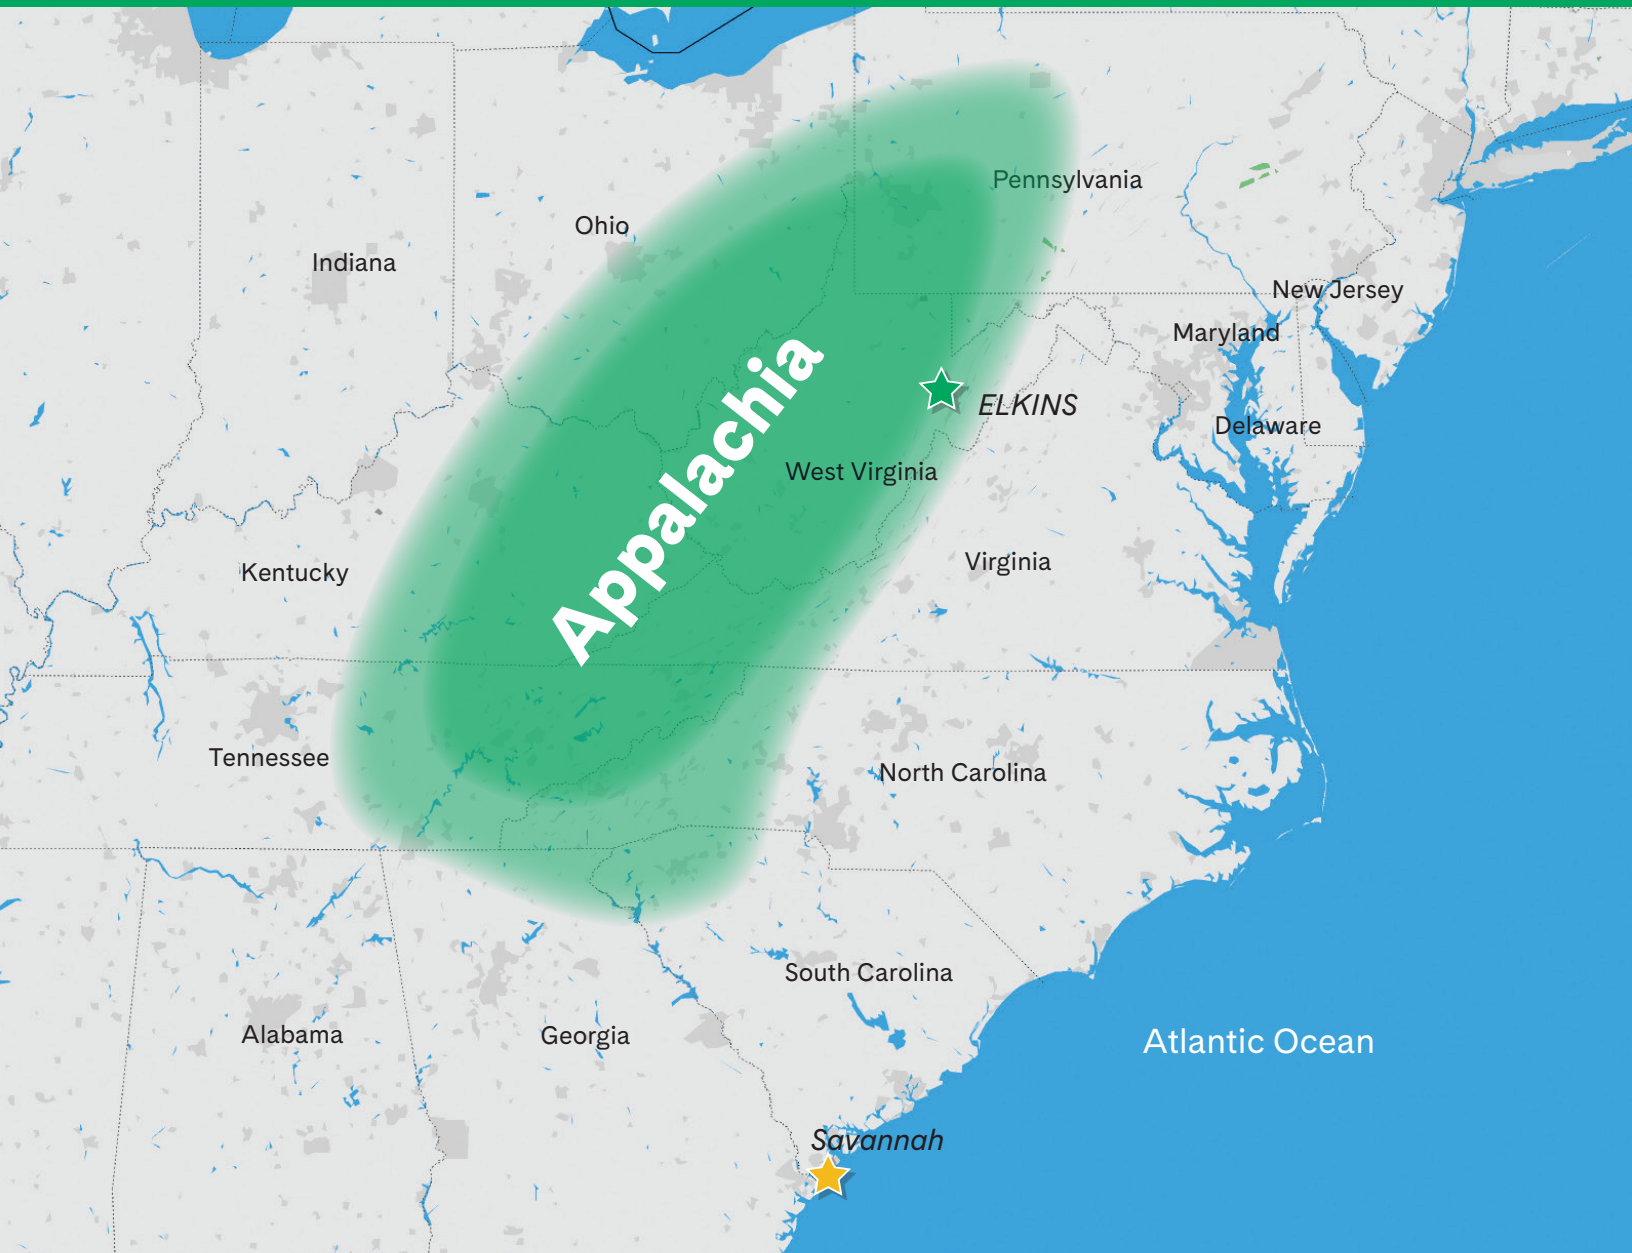 Pennsylvania
Ohio
Indiana
New Jersey
Maryland
Appalachia
ELKINS
Delaware
West Virginia
Virginia
Kentucky
Tennessee
North Carolina
South Carolina
Alabama
Georgia
Atlantic Ocean
Savannah